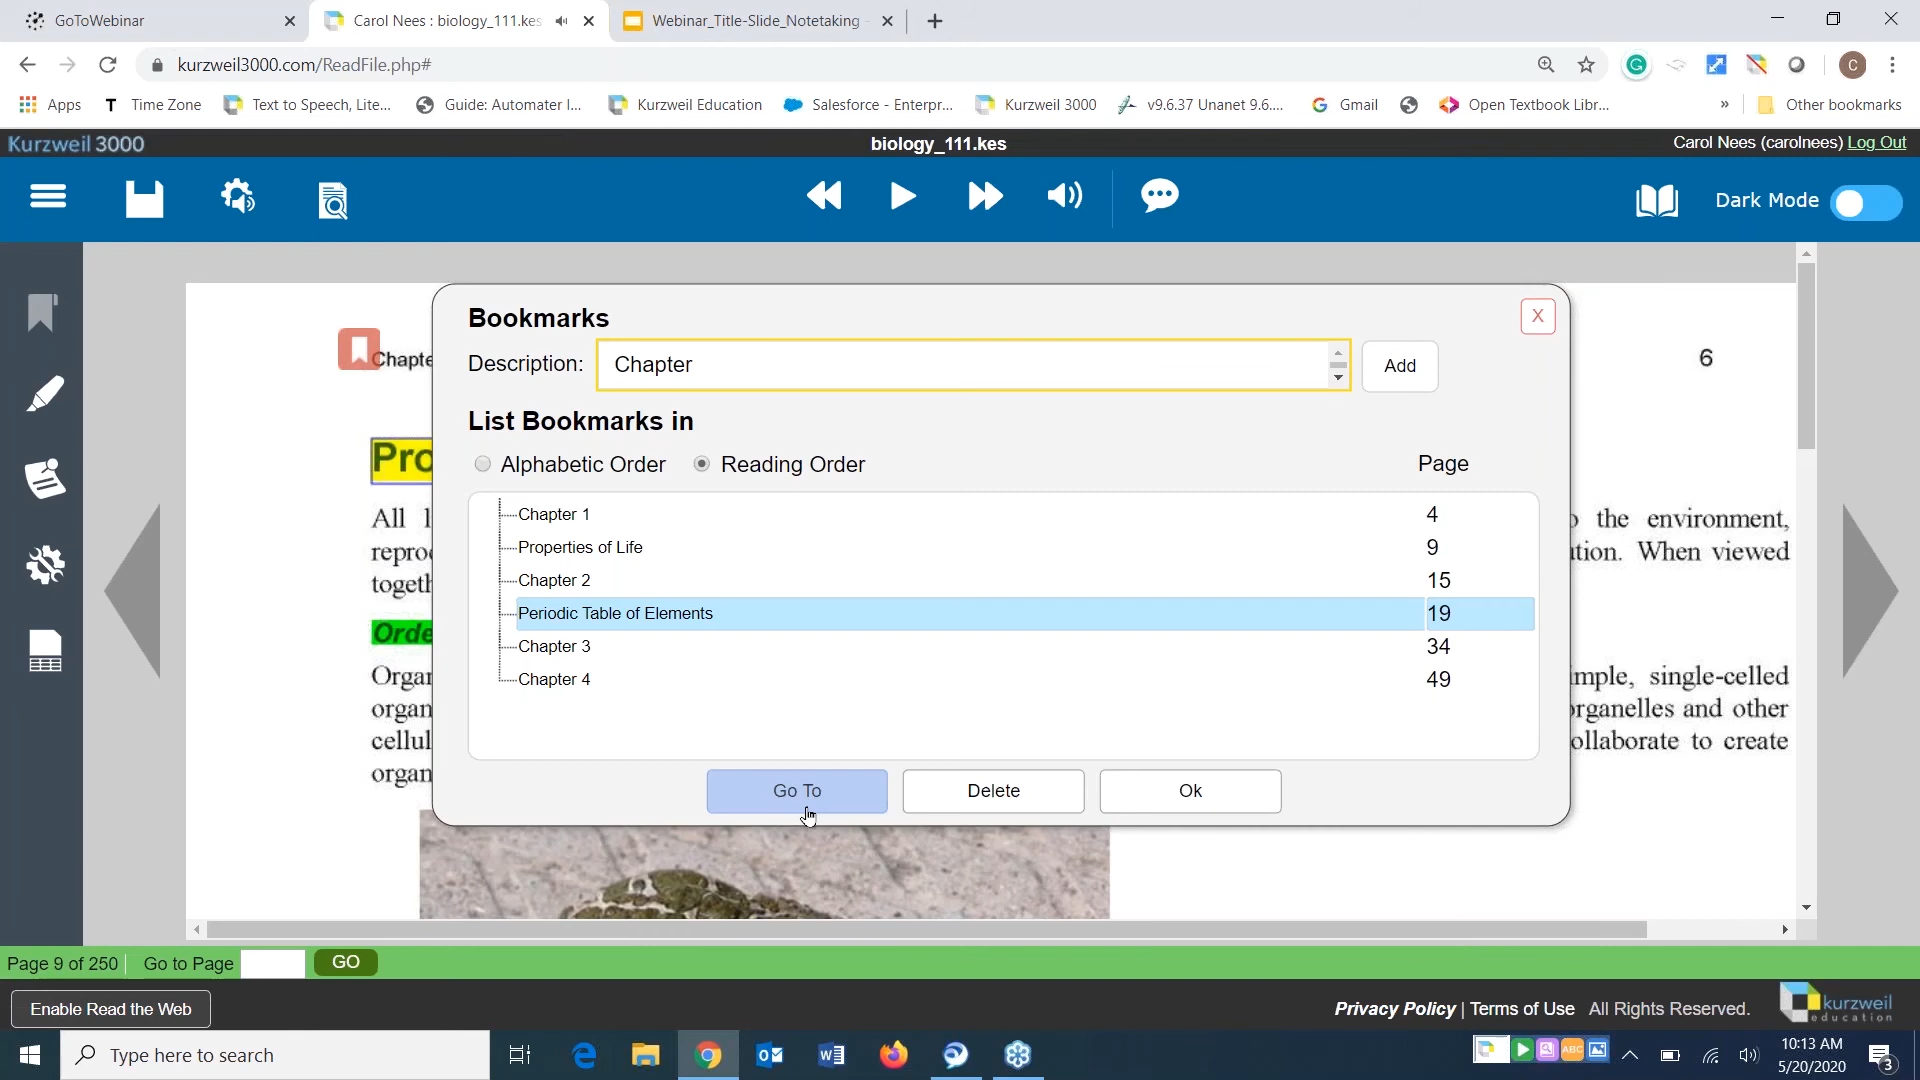 GoToWebinar
Carol Nees : biology_111.kes
Webinar_Title-Slide_Notetaking
kurzweil3000.com/ReadFile.php#
C
Apps
T Time Zone
Text to Speech, Lite...
Guide: Automater I...
Kurzweil Education
Salesforce - Enterpr...
Kurzweil 3000
v9.6.37 Unanet 9.6....
Gmail
Open Textbook Libr...
»
Other bookmarks
Kurzweil 3000
biology_111.kes
Carol Nees (carolnees) Log Out
Dark Mode
Bookmarks
X
Chapte
6
Description:
Chapter
Add
List Bookmarks in
Alphabetic Order
Reading Order
Page
Pro
Chapter 1 4
Properties of Life 9
Chapter 2 15
Periodic Table of Elements 19
Chapter 3 34
Chapter 4 49
All l
o the environment,
repro
ution. When viewed
togeth
Orde
Organ
imple, single-celled
organ
organelles and other
cellul
ollaborate to create
organ
Go To
Delete
Ok
Page 9 of 250
Go to Page
GO
Enable Read the Web
Privacy Policy | Terms of Use All Rights Reserved.
kurzweil
education
Type here to search
ABC
10:13 AM
5/20/2020
3